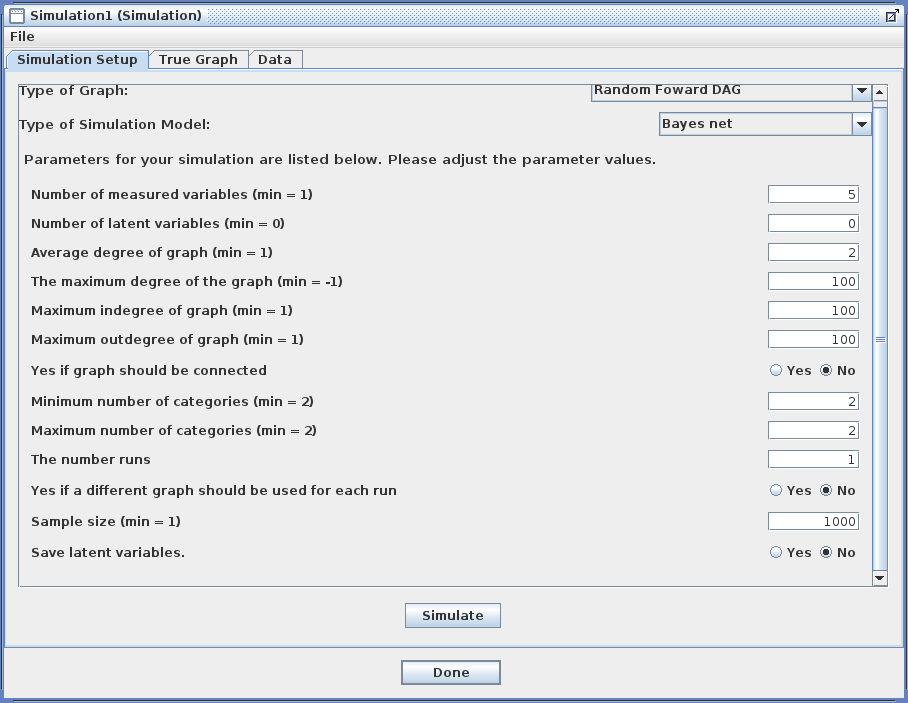 Simulation1 (Simulation)
File
Simulation Setup True Graph Data
Type of Graph: Random Foward DAG
Type of Simulation Model: Bayes net
Parameters for your simulation are listed below. Please adjust the parameter values.
Number of measured variables (min = 1) 5
Number of latent variables (min = 0) 0
Average degree of graph (min = 1) 2
The maximum degree of the graph (min = -1) 100
Maximum indegree of graph (min = 1) 100
Maximum outdegree of graph (min = 1) 100
Yes if graph should be connected Yes No
Minimum number of categories (min = 2) 2
Maximum number of categories (min = 2) 2
The number runs 1
Yes if a different graph should be used for each run Yes No
Sample size (min = 1) 1000
Save latent variables. Yes No
Simulate
Done